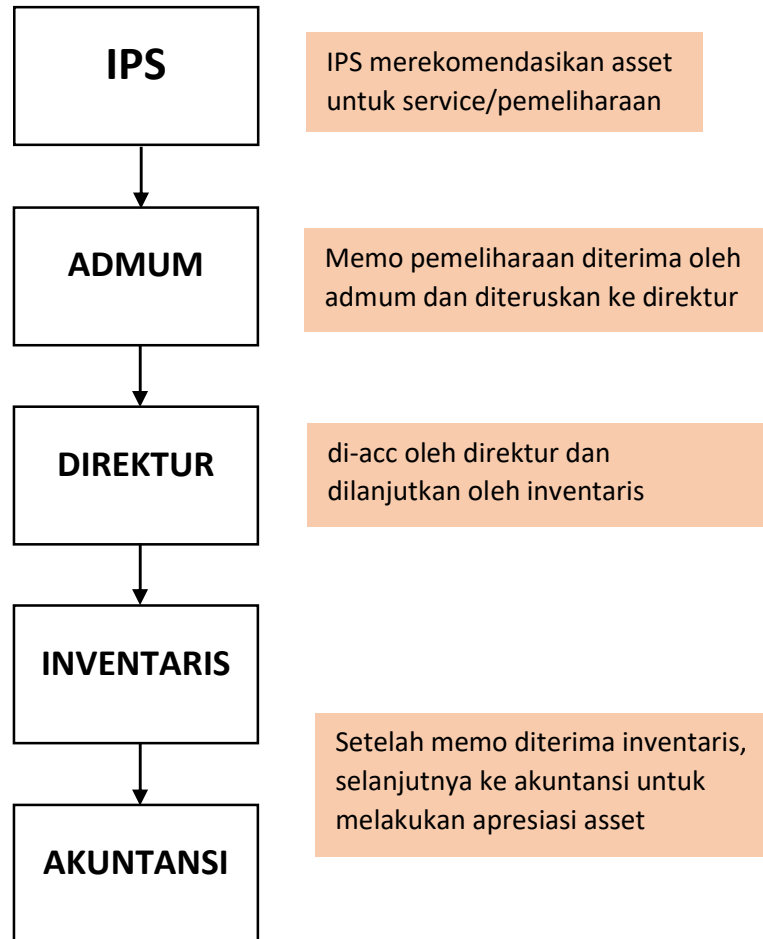 IPS
IPS merekomendasikan asset
untuk service/pemeliharaan
ADMUM
Memo pemeliharaan diterima oleh
admum dan diteruskan ke direktur
DIREKTUR
di-acc oleh direktur dan
dilanjutkan oleh inventaris
INVENTARIS
Setelah memo diterima inventaris,
selanjutnya ke akuntansi untuk
melakukan apresiasi asset
AKUNTANSI